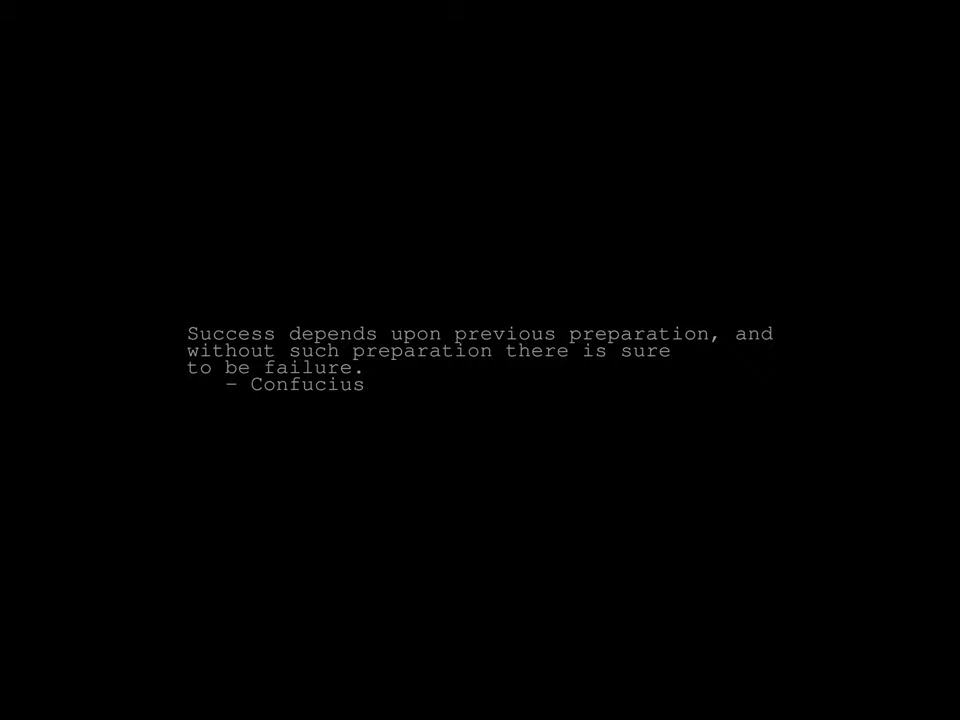 Success depends upon previous preparation, and
without such preparation there is sure
to be failure.
– Confucius